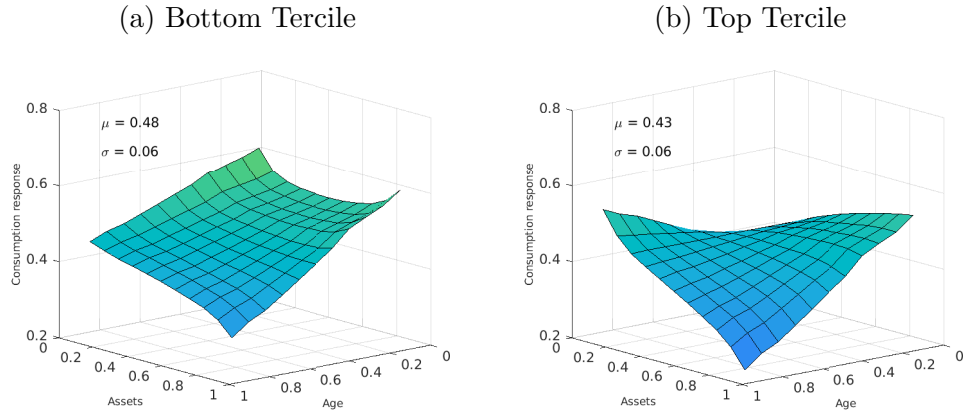 (a) Bottom Tercile
0.8
0.6
0.4
0.2
Consumption response
μ = 0.48
σ = 0.06
0
0.2
0.4
0.6
0.8
1
Assets
1
0.8
0.6
0.4
0.2
0
Age
(b) Top Tercile
0.8
0.6
0.4
0.2
Consumption response
μ = 0.43
σ = 0.06
0
0.2
0.4
0.6
0.8
1
Assets
1
0.8
0.6
0.4
0.2
0
Age